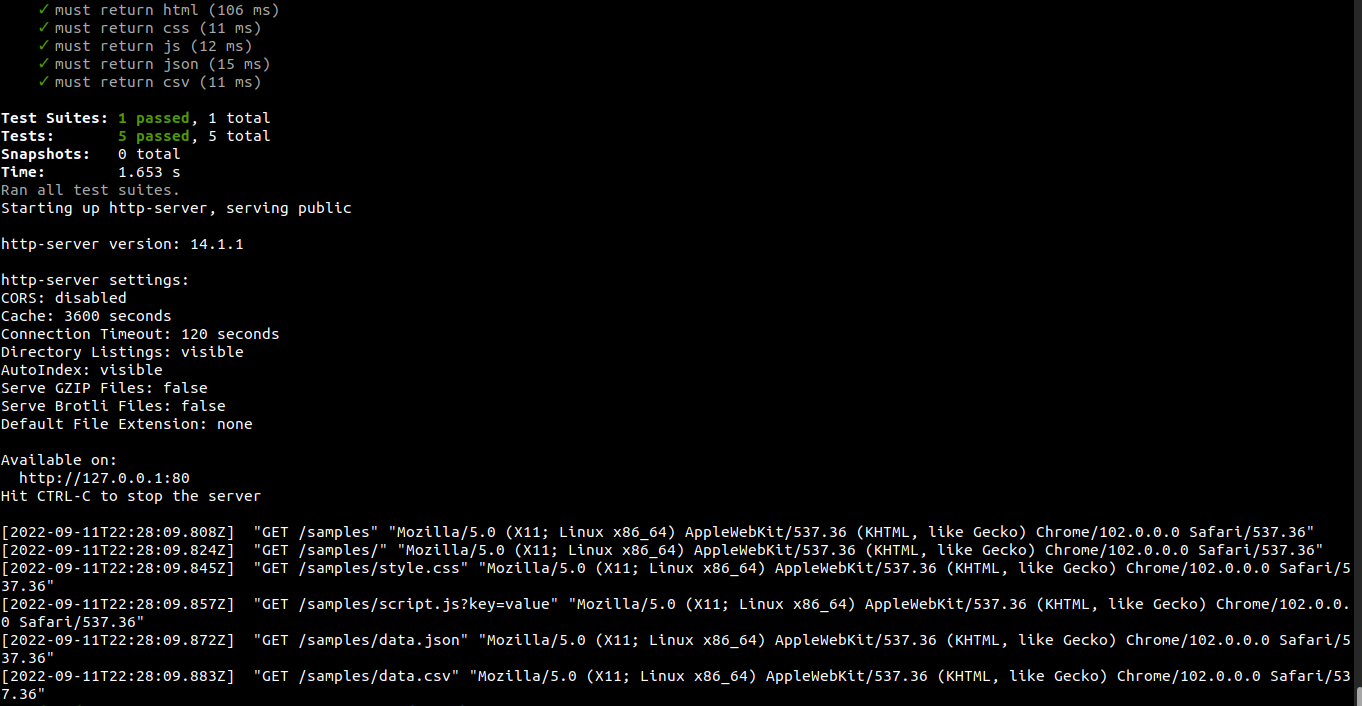 ✓ must return html (106 ms)
✓ must return css (11 ms)
✓ must return js (12 ms)
✓ must return json (15 ms)
✓ must return csv (11 ms)
Test Suites: 1 passed, 1 total
Tests: 5 passed, 5 total
Snapshots: 0 total
Time: 1.653 s
Ran all test suites.
Starting up http-server, serving public
http-server version: 14.1.1
http-server settings:
CORS: disabled
Cache: 3600 seconds
Connection Timeout: 120 seconds
Directory Listings: visible
AutoIndex: visible
Serve GZIP Files: false
Serve Brotli Files: false
Default File Extension: none
Available on:
http://127.0.0.1:80
Hit CTRL-C to stop the server
[2022-09-11T22:28:09.808Z]  "GET /samples" "Mozilla/5.0 (X11; Linux x86_64) AppleWebKit/537.36 (KHTML, like Gecko) Chrome/102.0.0.0 Safari/537.36"
[2022-09-11T22:28:09.824Z]  "GET /samples/" "Mozilla/5.0 (X11; Linux x86_64) AppleWebKit/537.36 (KHTML, like Gecko) Chrome/102.0.0.0 Safari/537.36"
[2022-09-11T22:28:09.845Z]  "GET /samples/style.css" "Mozilla/5.0 (X11; Linux x86_64) AppleWebKit/537.36 (KHTML, like Gecko) Chrome/102.0.0.0 Safari/5
37.36"
[2022-09-11T22:28:09.857Z]  "GET /samples/script.js?key=value" "Mozilla/5.0 (X11; Linux x86_64) AppleWebKit/537.36 (KHTML, like Gecko) Chrome/102.0.0.
0 Safari/537.36"
[2022-09-11T22:28:09.872Z]  "GET /samples/data.json" "Mozilla/5.0 (X11; Linux x86_64) AppleWebKit/537.36 (KHTML, like Gecko) Chrome/102.0.0.0 Safari/5
37.36"
[2022-09-11T22:28:09.883Z]  "GET /samples/data.csv" "Mozilla/5.0 (X11; Linux x86_64) AppleWebKit/537.36 (KHTML, like Gecko) Chrome/102.0.0.0 Safari/53
7.36"